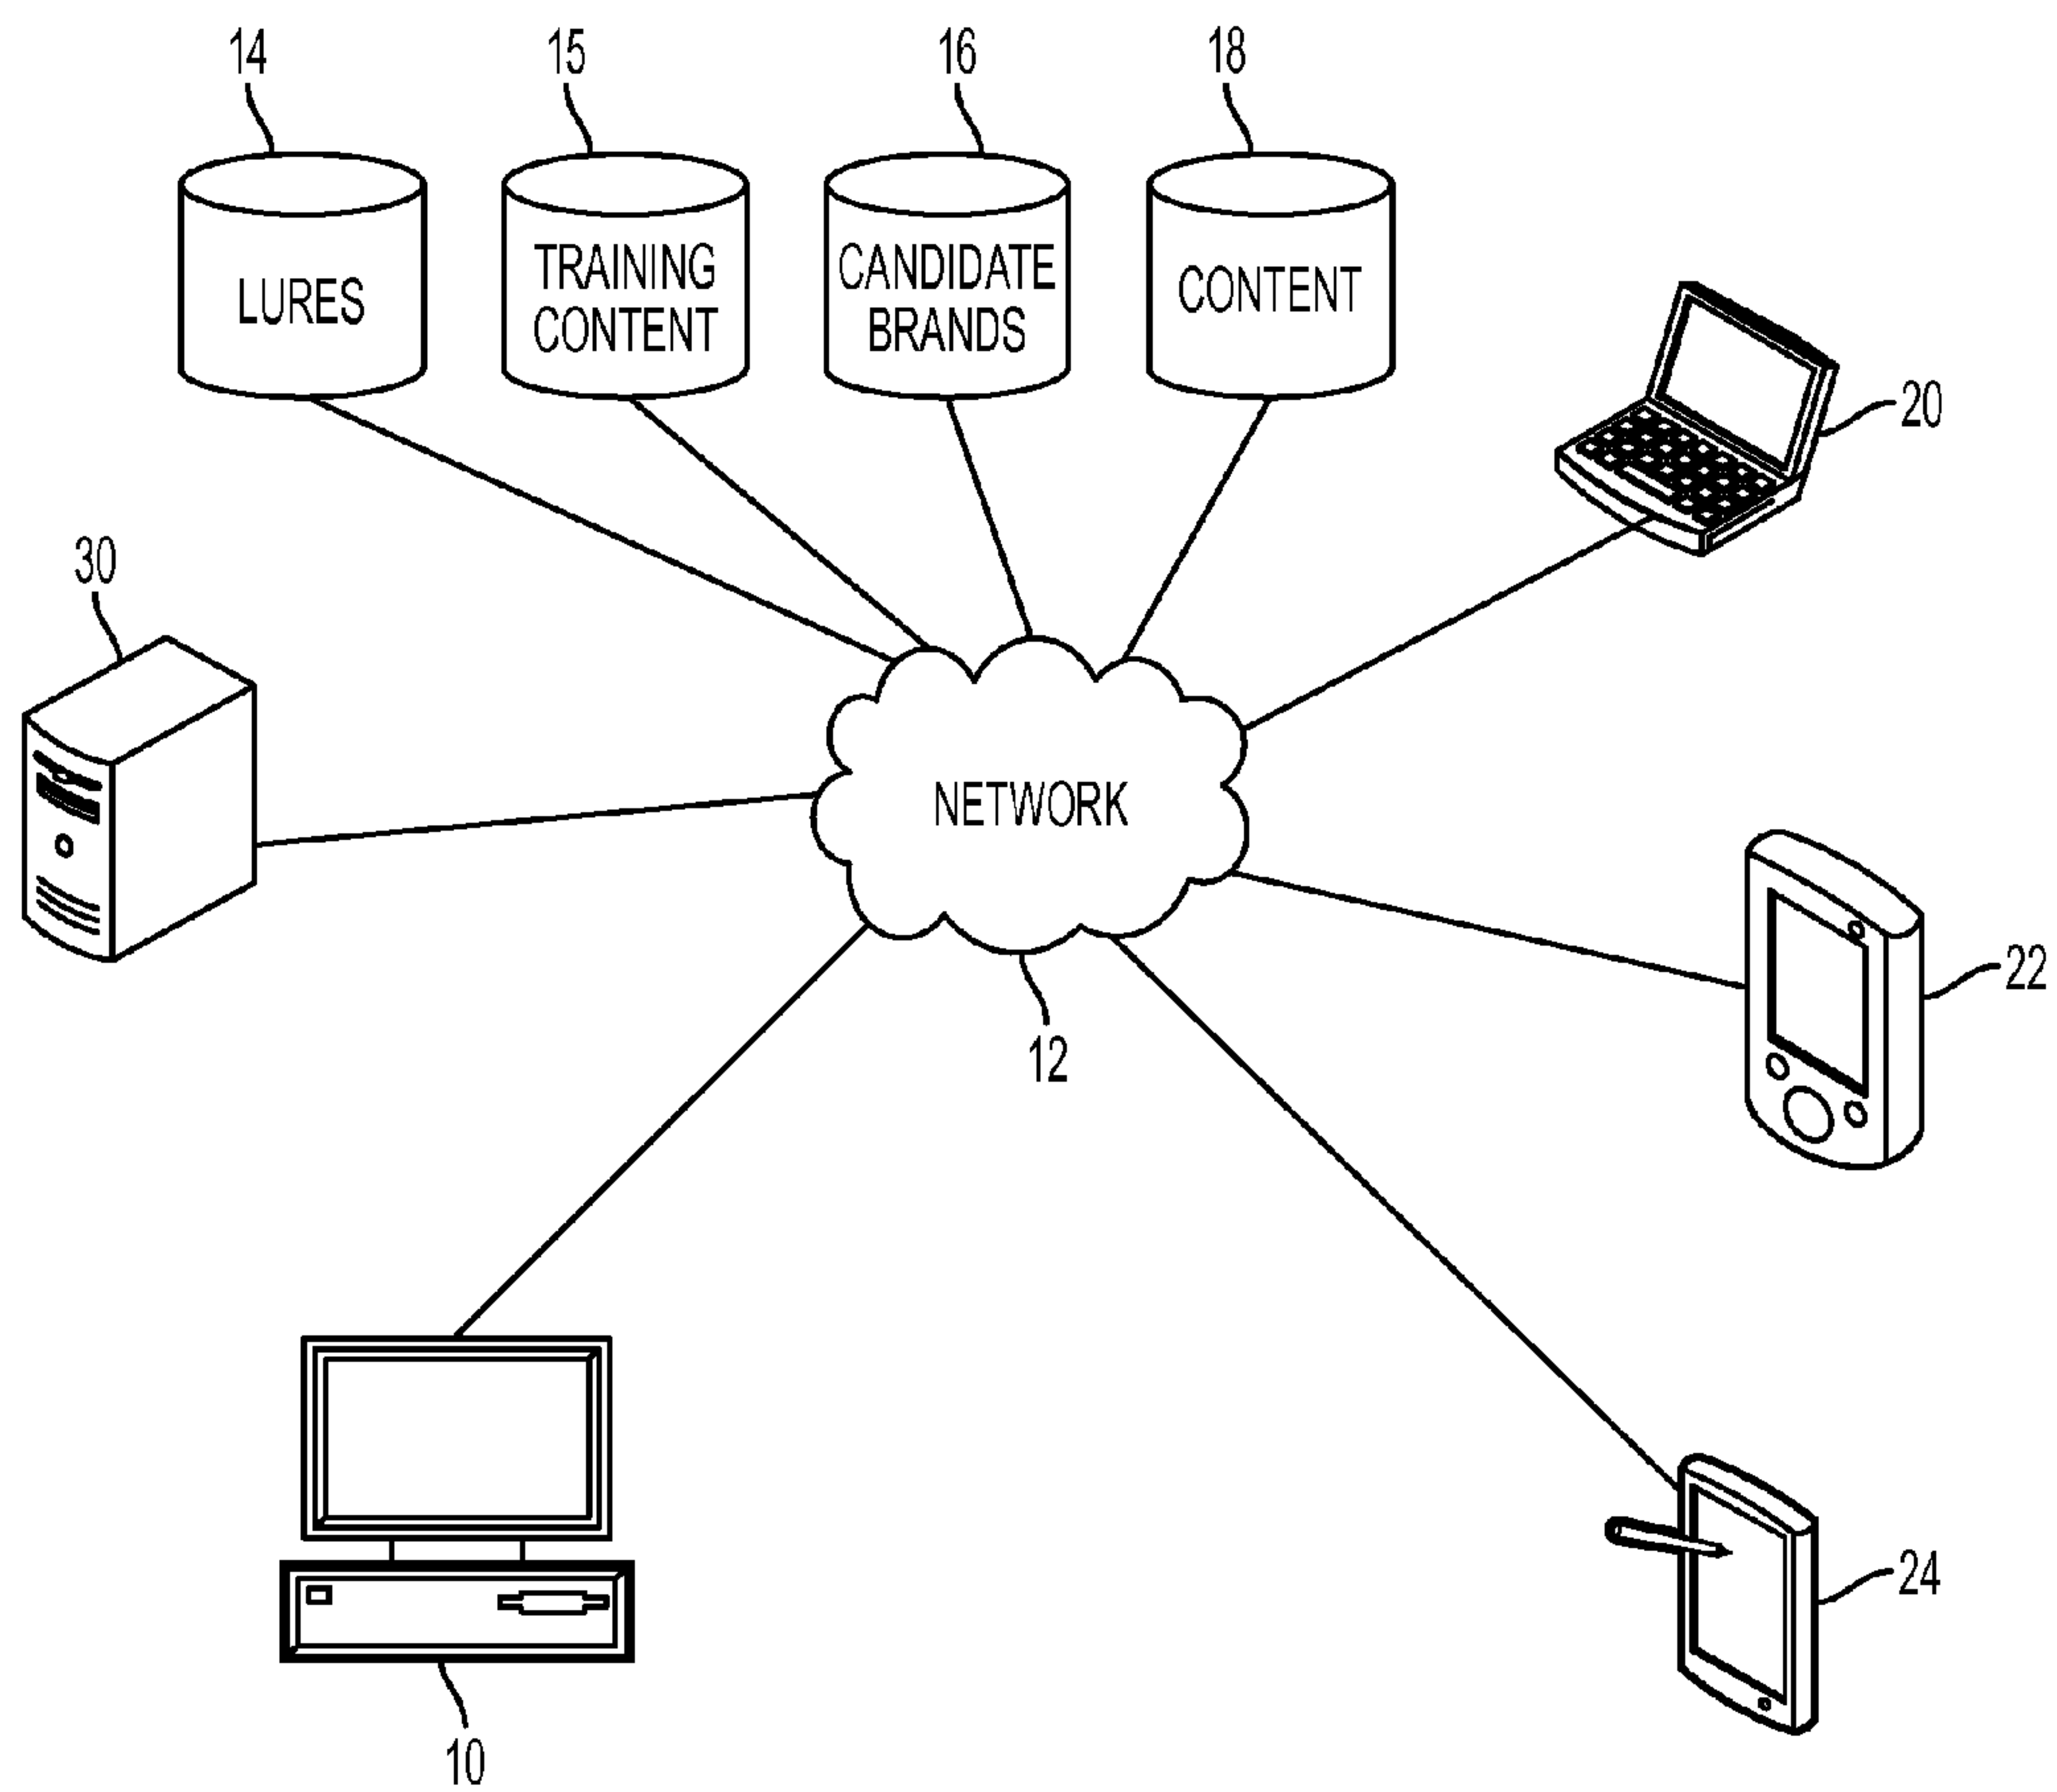 14
15
16
18
LURES
TRAINING
CONTENT
CANDIDATE
BRANDS
CONTENT
20
30
NETWORK
22
12
24
10